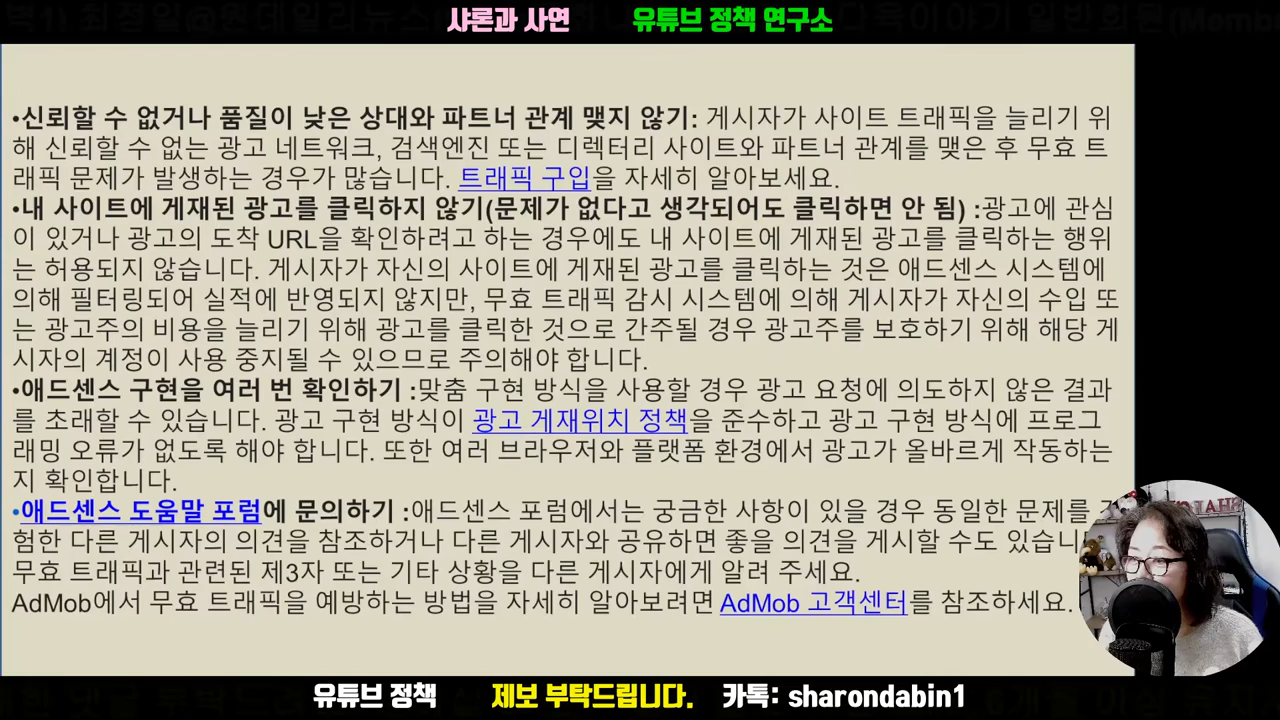 샤론과 사연 유튜브 정책 연구소
•신뢰할 수 없거나 품질이 낮은 상대와 파트너 관계 맺지 않기: 게시자가 사이트 트래픽을 늘리기 위
해 신뢰할 수 없는 광고 네트워크, 검색엔진 또는 디렉터리 사이트와 파트너 관계를 맺은 후 무효 트
래픽 문제가 발생하는 경우가 많습니다. 트래픽 구입을 자세히 알아보세요.
•내 사이트에 게재된 광고를 클릭하지 않기(문제가 없다고 생각되어도 클릭하면 안 됨) :광고에 관심
이 있거나 광고의 도착 URL을 확인하려고 하는 경우에도 내 사이트에 게재된 광고를 클릭하는 행위
는 허용되지 않습니다. 게시자가 자신의 사이트에 게재된 광고를 클릭하는 것은 애드센스 시스템에
의해 필터링되어 실적에 반영되지 않지만, 무효 트래픽 감시 시스템에 의해 게시자가 자신의 수입 또
는 광고주의 비용을 늘리기 위해 광고를 클릭한 것으로 간주될 경우 광고주를 보호하기 위해 해당 게
시자의 계정이 사용 중지될 수 있으므로 주의해야 합니다.
•애드센스 구현을 여러 번 확인하기 :맞춤 구현 방식을 사용할 경우 광고 요청에 의도하지 않은 결과
를 초래할 수 있습니다. 광고 구현 방식이 광고 게재위치 정책을 준수하고 광고 구현 방식에 프로그
래밍 오류가 없도록 해야 합니다. 또한 여러 브라우저와 플랫폼 환경에서 광고가 올바르게 작동하는
지 확인합니다.
•애드센스 도움말 포럼에 문의하기 :애드센스 포럼에서는 궁금한 사항이 있을 경우 동일한 문제를
험한 다른 게시자의 의견을 참조하거나 다른 게시자와 공유하면 좋을 의견을 게시할 수도
무효 트래픽과 관련된 제3자 또는 기타 상황을 다른 게시자에게 알려 주세요.
AdMob에서 무효 트래픽을 예방하는 방법을 자세히 알아보려면 AdMob 고객센터를 참조하세요.
유튜브 정책 제보 부탁드립니다. 카톡: sharondabin1